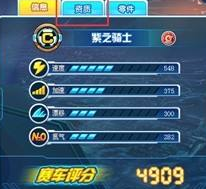 信息 资质 零件
C 紫之骑士
速度 548
加速 375
漂移 300
N₂O 氮气 282
赛车评分 4909